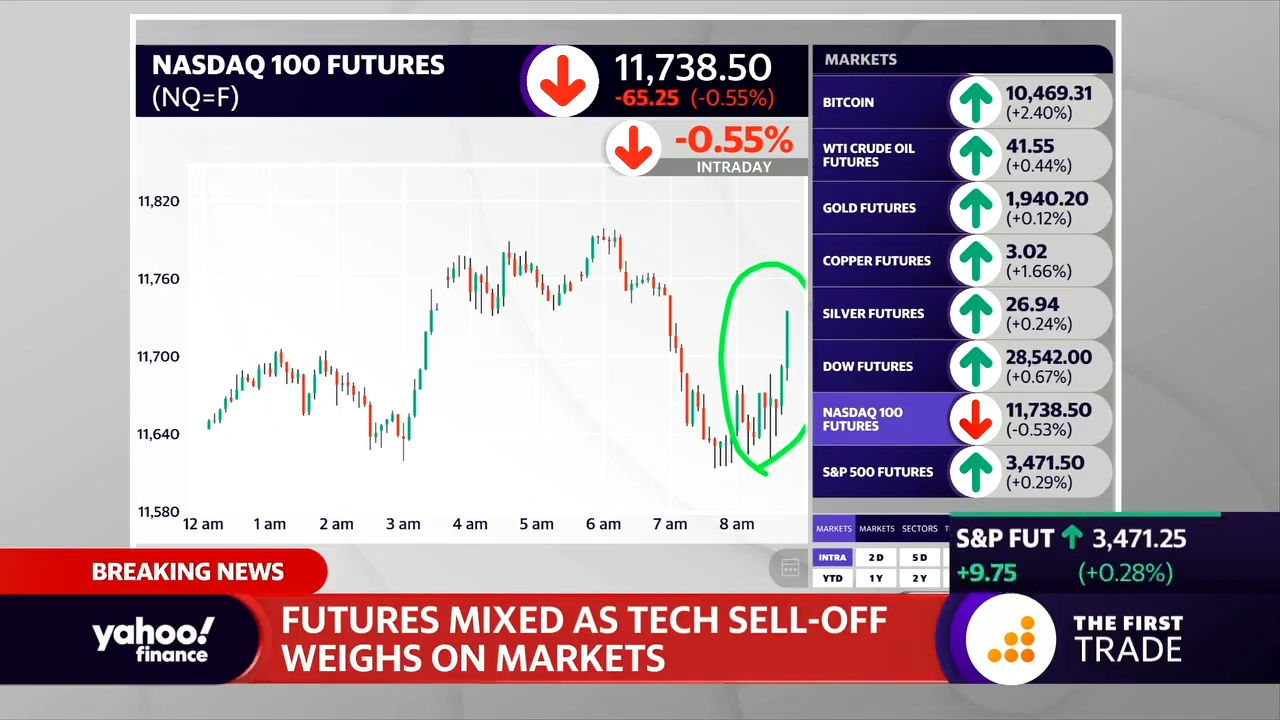 NASDAQ 100 FUTURES
(NQ=F)
11,738.50
-65.25 (-0.55%)
-0.55%
INTRADAY
11,820
11,760
11,700
11,640
11,580
12 am 1 am 2 am 3 am 4 am 5 am 6 am 7 am 8 am
MARKETS
BITCOIN
10,469.31
(+2.40%)
WTI CRUDE OIL
FUTURES
41.55
(+0.44%)
GOLD FUTURES
1,940.20
(+0.12%)
COPPER FUTURES
3.02
(+1.66%)
SILVER FUTURES
26.94
(+0.24%)
DOW FUTURES
28,542.00
(+0.67%)
NASDAQ 100
FUTURES
11,738.50
(-0.53%)
S&P 500 FUTURES
3,471.50
(+0.29%)
MARKETS MARKETS SECTORS
INTRA 2 D 5 D
YTD 1 Y 2 Y
S&P FUT 3,471.25
+9.75 (+0.28%)
BREAKING NEWS
yahoo!
finance
FUTURES MIXED AS TECH SELL-OFF
WEIGHS ON MARKETS
THE FIRST
TRADE